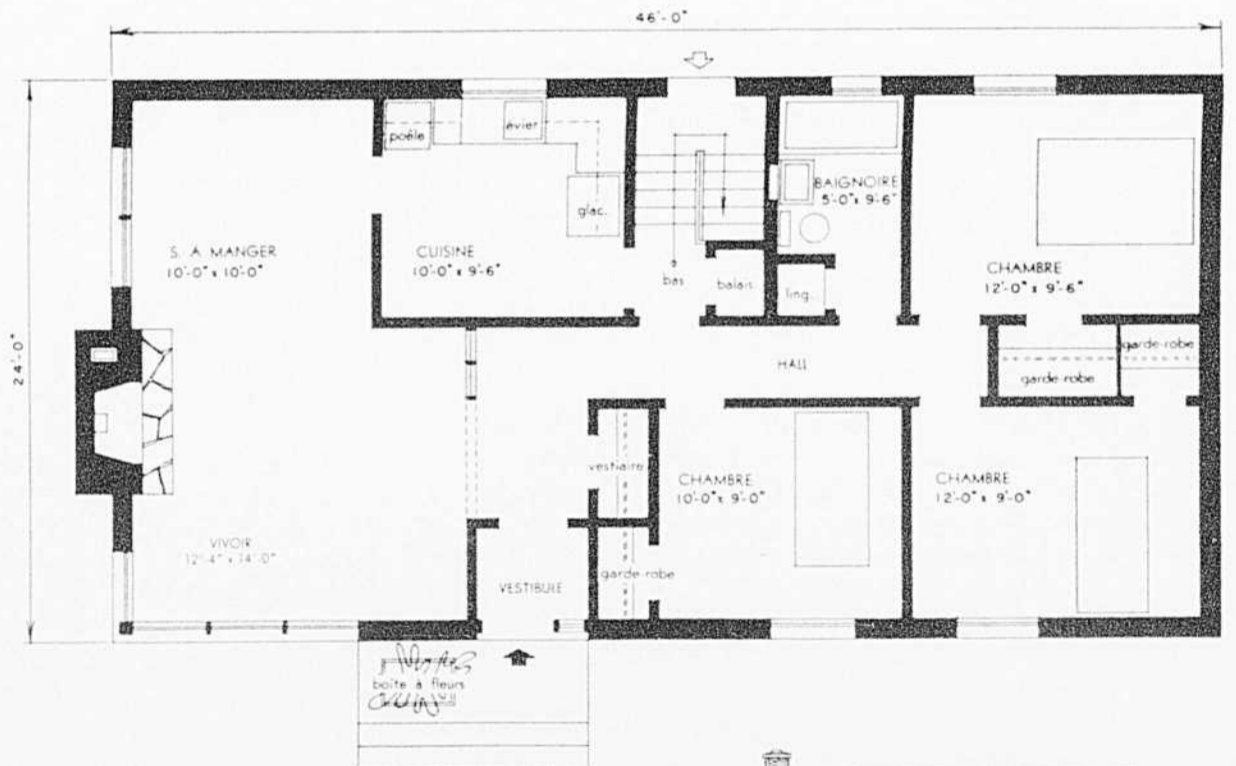 46'-0"
24'-0"
poêle
évier
glac.
S. À MANGER
10'-0" x 10'-0"
CUISINE
10'-0" x 9'-6"
bas
balais
BAIGNOIRE
5'-0" x 9'-6"
ling.
CHAMBRE
12'-0" x 9'-6"
HALL
garde-robe
garde-robe
vestiaire
CHAMBRE
10'-0" x 9'-0"
CHAMBRE
12'-0" x 9'-0"
VIVOIR
12'-4" x 14'-0"
VESTIBULE
garde-robe
boîte à fleurs